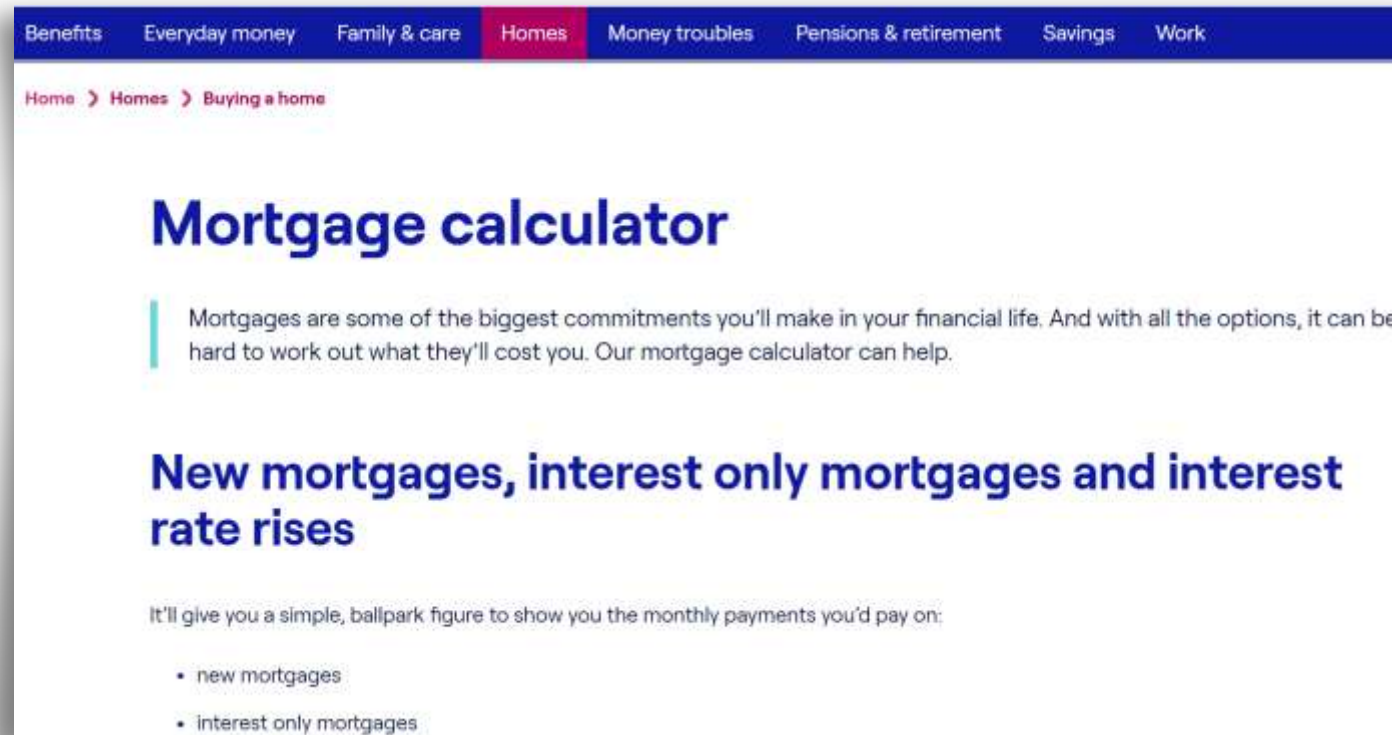 Benefits Everyday money Family & care Homes Money troubles Pensions & retirement Savings Work
Home ❯ Homes ❯ Buying a home
Mortgage calculator
Mortgages are some of the biggest commitments you'll make in your financial life. And with all the options, it can be
hard to work out what they'll cost you. Our mortgage calculator can help.
New mortgages, interest only mortgages and interest
rate rises
It'll give you a simple, ballpark figure to show you the monthly payments you'd pay on:
• new mortgages
• interest only mortgages